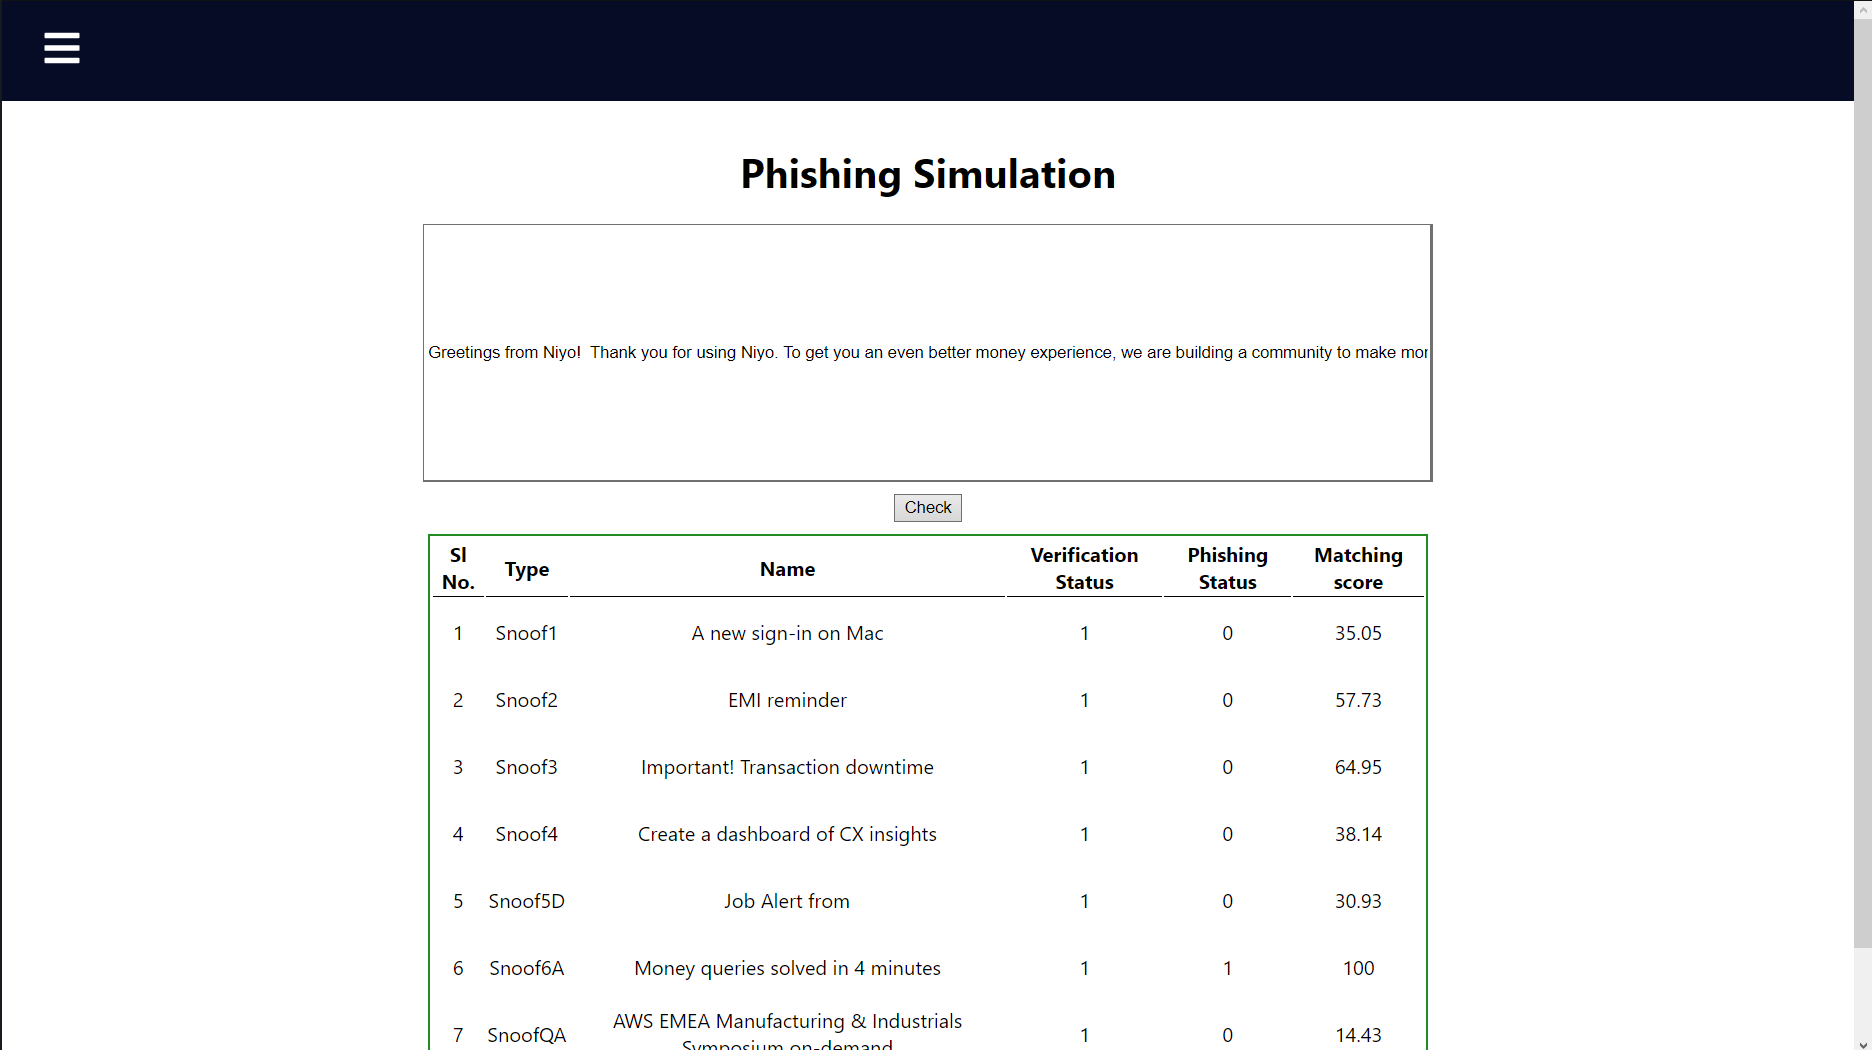 Phishing Simulation
Greetings from Niyo!  Thank you for using Niyo. To get you an even better money experience, we are building a community to make
Check
Sl No. Type Name Verification Status Phishing Status Matching score
1 Snoof1 A new sign-in on Mac 1 0 35.05
2 Snoof2 EMI reminder 1 0 57.73
3 Snoof3 Important! Transaction downtime 1 0 64.95
4 Snoof4 Create a dashboard of CX insights 1 0 38.14
5 Snoof5D Job Alert from 1 0 30.93
6 Snoof6A Money queries solved in 4 minutes 1 1 100
7 SnoofQA AWS EMEA Manufacturing & Industrials 1 0 14.43
Symposium on-demand